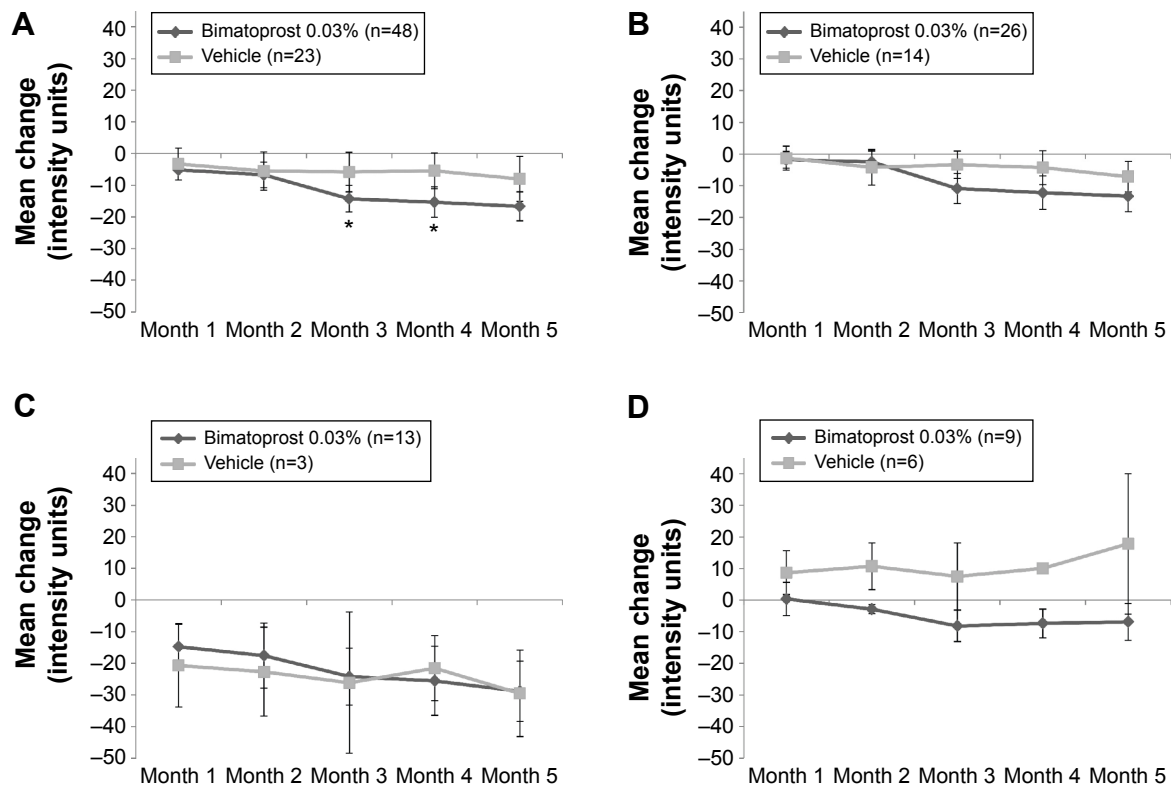 A
Bimatoprost 0.03% (n=48)
Vehicle (n=23)
Mean change
(intensity units)
40
30
20
10
0
–10
–20
–30
–40
–50
*
*
Month 1 Month 2 Month 3 Month 4 Month 5
B
Bimatoprost 0.03% (n=26)
Vehicle (n=14)
Mean change
(intensity units)
40
30
20
10
0
–10
–20
–30
–40
–50
Month 1 Month 2 Month 3 Month 4 Month 5
C
Bimatoprost 0.03% (n=13)
Vehicle (n=3)
Mean change
(intensity units)
40
30
20
10
0
–10
–20
–30
–40
–50
Month 1 Month 2 Month 3 Month 4 Month 5
D
Bimatoprost 0.03% (n=9)
Vehicle (n=6)
Mean change
(intensity units)
40
30
20
10
0
–10
–20
–30
–40
–50
Month 1 Month 2 Month 3 Month 4 Month 5